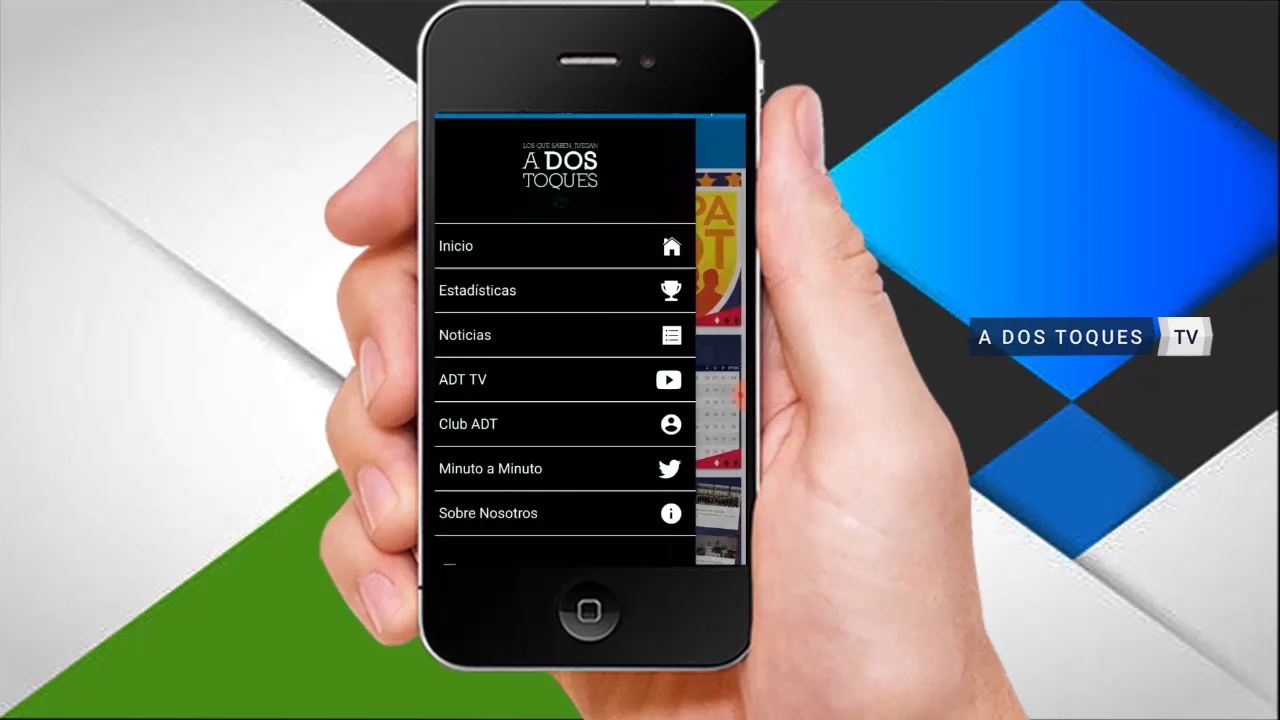 LOS QUE SABEN, JUEGAN
A DOS
TOQUES
Inicio
Estadísticas
Noticias
ADT TV
Club ADT
Minuto a Minuto
Sobre Nosotros
A DOS TOQUES TV